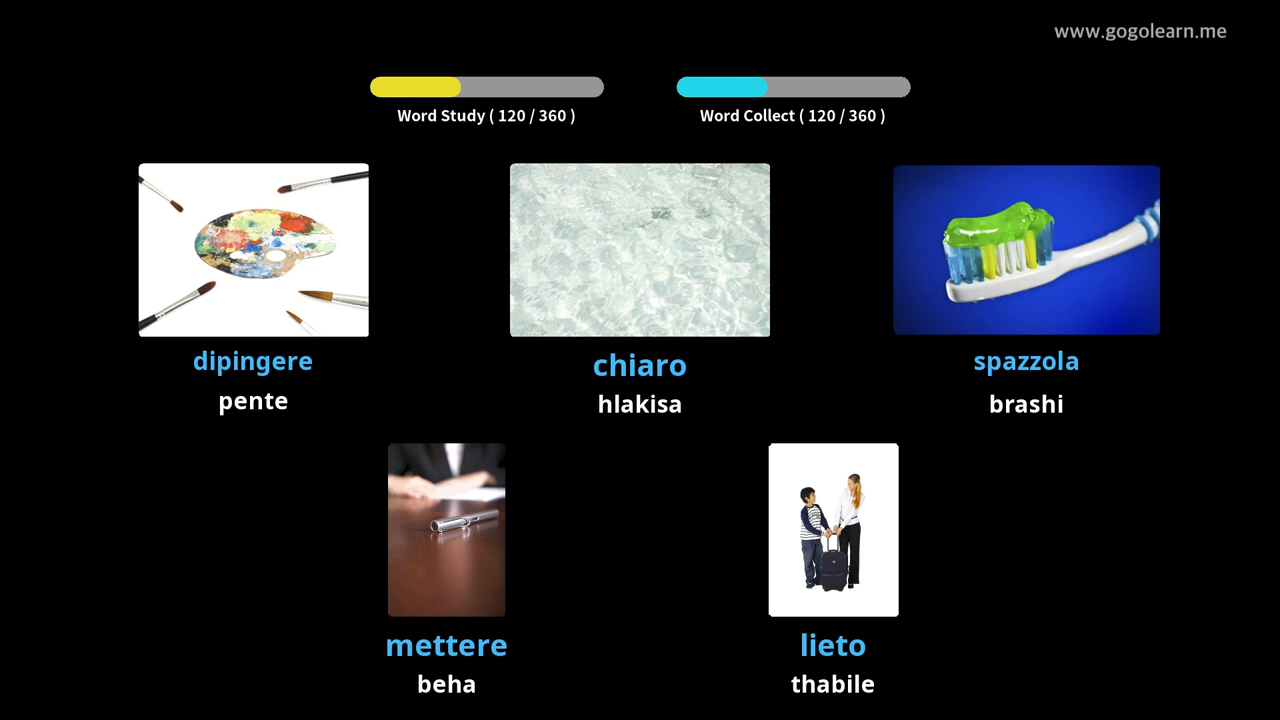 www.gogolearn.me
Word Study ( 120 / 360 )
Word Collect ( 120 / 360 )
dipingere
pente
chiaro
hlakisa
spazzola
brashi
mettere
beha
lieto
thabile